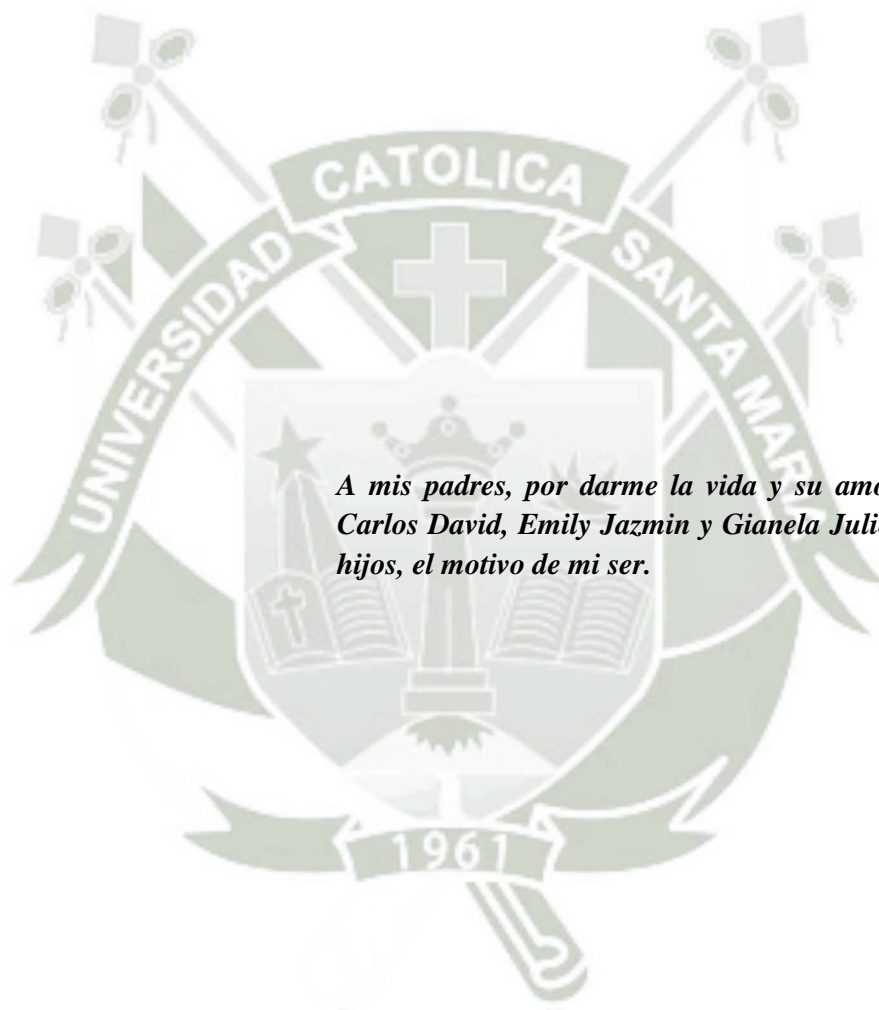 CATOLICA
UNIVERSIDAD
SANTA MARIA
A mis padres, por darme la vida y su
Carlos David, Emily Jazmin y Gianela
hijos, el motivo de mi ser.
1961